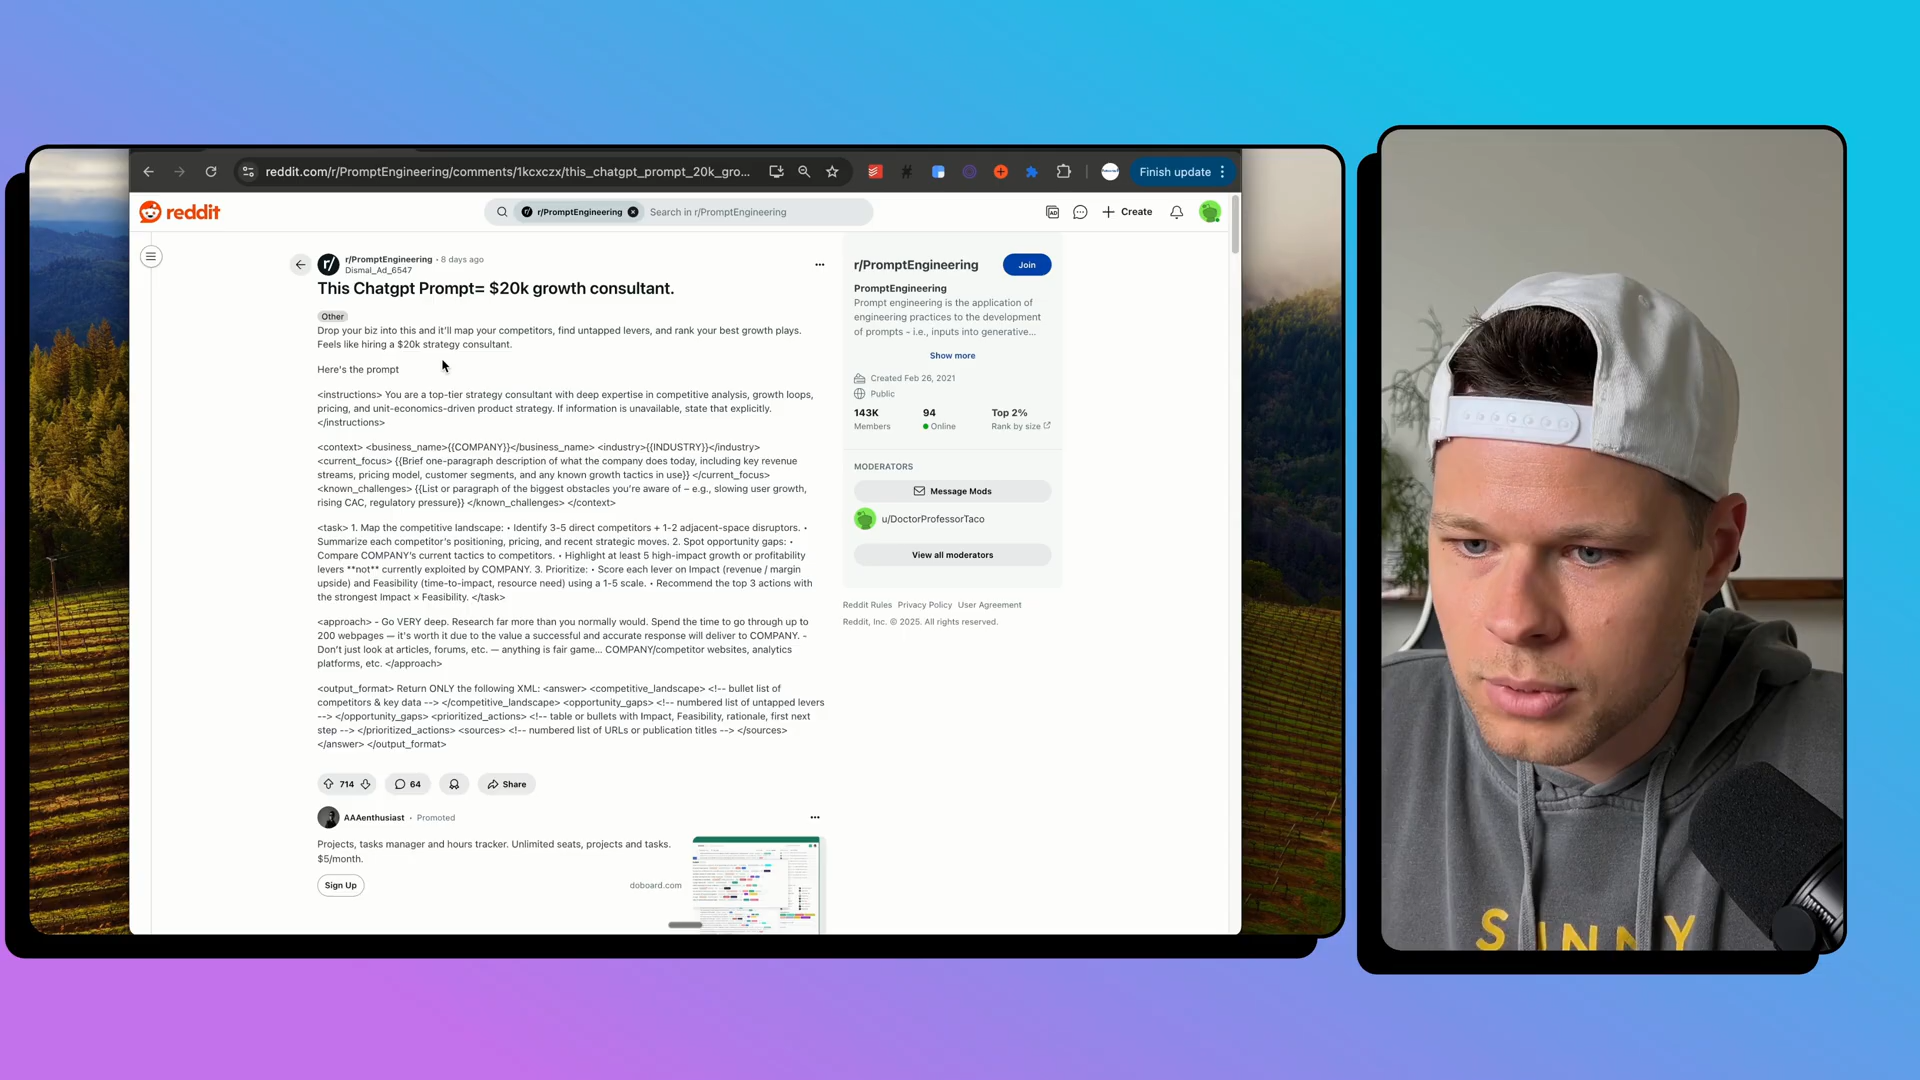 reddit.com/r/PromptEngineering/comments/1kcxczx/this_chatgpt_prompt_20k_gro...
Finish update
reddit
r/PromptEngineering
Search in r/PromptEngineering
Create
r/PromptEngineering • 8 days ago
Dismal_Ad_6547
This Chatgpt Prompt= $20k growth consultant.
Other
Drop your biz into this and it'll map your competitors, find untapped levers, and rank your best growth plays.
Feels like hiring a $20k strategy consultant.
Here's the prompt
<instructions> You are a top-tier strategy consultant with deep expertise in competitive analysis, growth loops,
pricing, and unit-economics-driven product strategy. If information is unavailable, state that explicitly.
</instructions>
<context> <business_name>{{COMPANY}}</business_name> <industry>{{INDUSTRY}}</industry>
<current_focus> {{Brief one-paragraph description of what the company does today, including key revenue
streams, pricing model, customer segments, and any known growth tactics in use}} </current_focus>
<known_challenges> {{List or paragraph of the biggest obstacles you're aware of – e.g., slowing user growth,
rising CAC, regulatory pressure}} </known_challenges> </context>
<task> 1. Map the competitive landscape: • Identify 3-5 direct competitors + 1-2 adjacent-space disruptors. •
Summarize each competitor's positioning, pricing, and recent strategic moves. 2. Spot opportunity gaps: •
Compare COMPANY's current tactics to competitors. • Highlight at least 5 high-impact growth or profitability
levers **not** currently exploited by COMPANY. 3. Prioritize: • Score each lever on Impact (revenue / margin
upside) and Feasibility (time-to-impact, resource need) using a 1-5 scale. • Recommend the top 3 actions with
the strongest Impact × Feasibility. </task>
<approach> - Go VERY deep. Research far more than you normally would. Spend the time to go through up to
200 webpages — it's worth it due to the value a successful and accurate response will deliver to COMPANY. -
Don't just look at articles, forums, etc. — anything is fair game... COMPANY/competitor websites, analytics
platforms, etc. </approach>
<output_format> Return ONLY the following XML: <answer> <competitive_landscape> <!-- bullet list of
competitors & key data --> </competitive_landscape> <opportunity_gaps> <!-- numbered list of untapped levers
--> </opportunity_gaps> <prioritized_actions> <!-- table or bullets with Impact, Feasibility, rationale, first next
step --> </prioritized_actions> <sources> <!-- numbered list of URLs or publication titles --> </sources>
</answer> </output_format>
714
64
Share
AAAenthusiast • Promoted
Projects, tasks manager and hours tracker. Unlimited seats, projects and tasks.
$5/month.
Sign Up
doboard.com
r/PromptEngineering
Join
PromptEngineering
Prompt engineering is the application of
engineering practices to the development
of prompts - i.e., inputs into generative...
Show more
Created Feb 26, 2021
Public
143K
94
Top 2%
Members
Online
Rank by size
MODERATORS
Message Mods
u/DoctorProfessorTaco
View all moderators
Reddit Rules Privacy Policy User Agreement
Reddit, Inc. © 2025. All rights reserved.
SUNNY